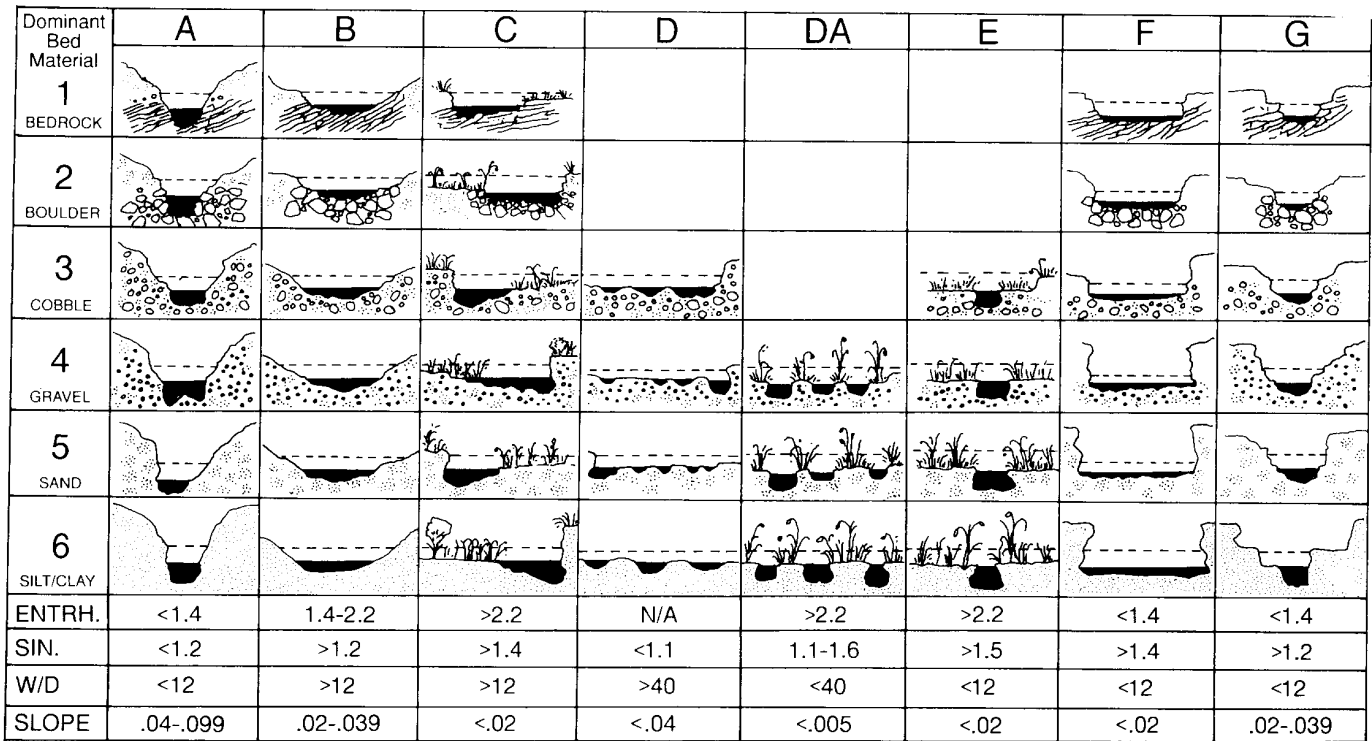 Dominant Bed Material A B C D DA E F G
1
BEDROCK
2
BOULDER
3
COBBLE
4
GRAVEL
5
SAND
6
SILT/CLAY
ENTRH. <1.4 1.4-2.2 >2.2 N/A >2.2 >2.2 <1.4 <1.4
SIN. <1.2 >1.2 >1.4 <1.1 1.1-1.6 >1.5 >1.4 >1.2
W/D <12 >12 >12 >40 <40 <12 <12 <12
SLOPE .04-.099 .02-.039 <.02 <.04 <.005 <.02 <.02 .02-.039